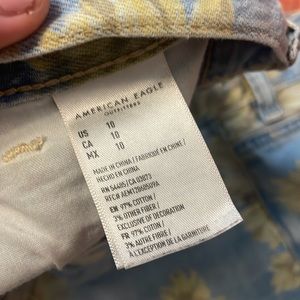 AMERICAN EAGLE
OUTFITTERS
US 10
CA 10
MX 10
MADE IN CHINA / FABRIQUÉ EN CHINE /
HECHO EN CHINA
RN 54485 / CA 03073
EN 97% COTTON
3% OTHER FIBER /
EXCLUSIVE OF DECORATION
FR 97% COTON
3% AUTRE FIBRE /
À L'EXCEPTION DE LA GARNITURE